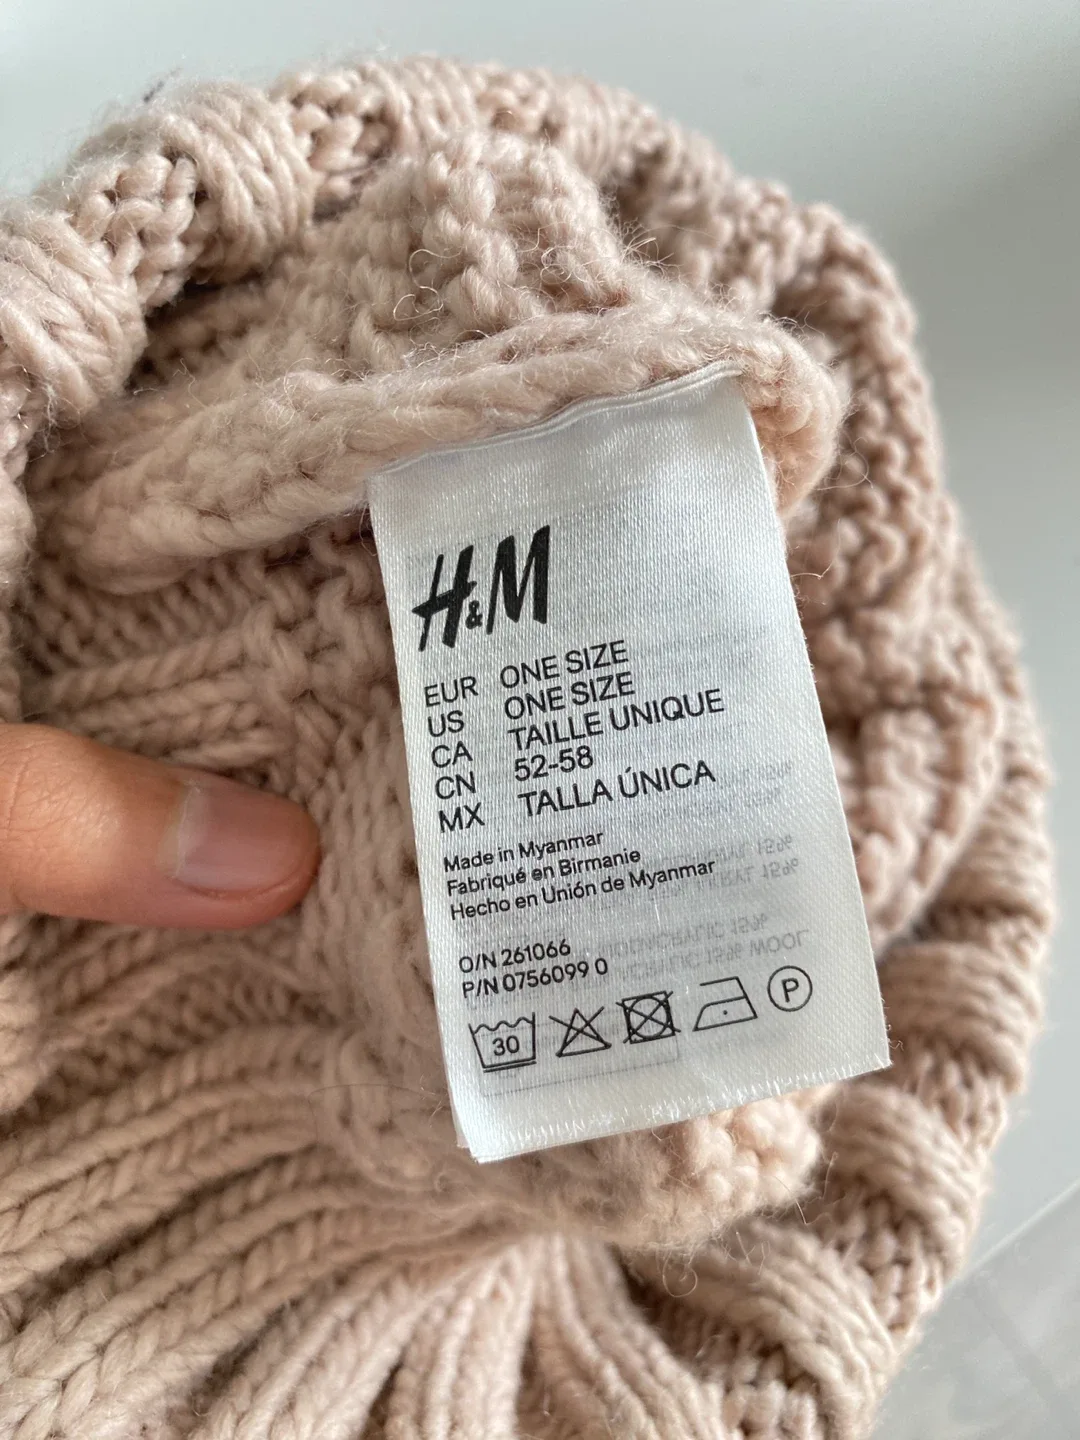 H&M
EUR ONE SIZE
US ONE SIZE
CA TAILLE UNIQUE
CN 52-58
MX TALLA ÚNICA
Made in Myanmar
Fabriqué en Birmanie
Hecho en Unión de Myanmar
O/N 261066
P/N 0756099 0
30 P